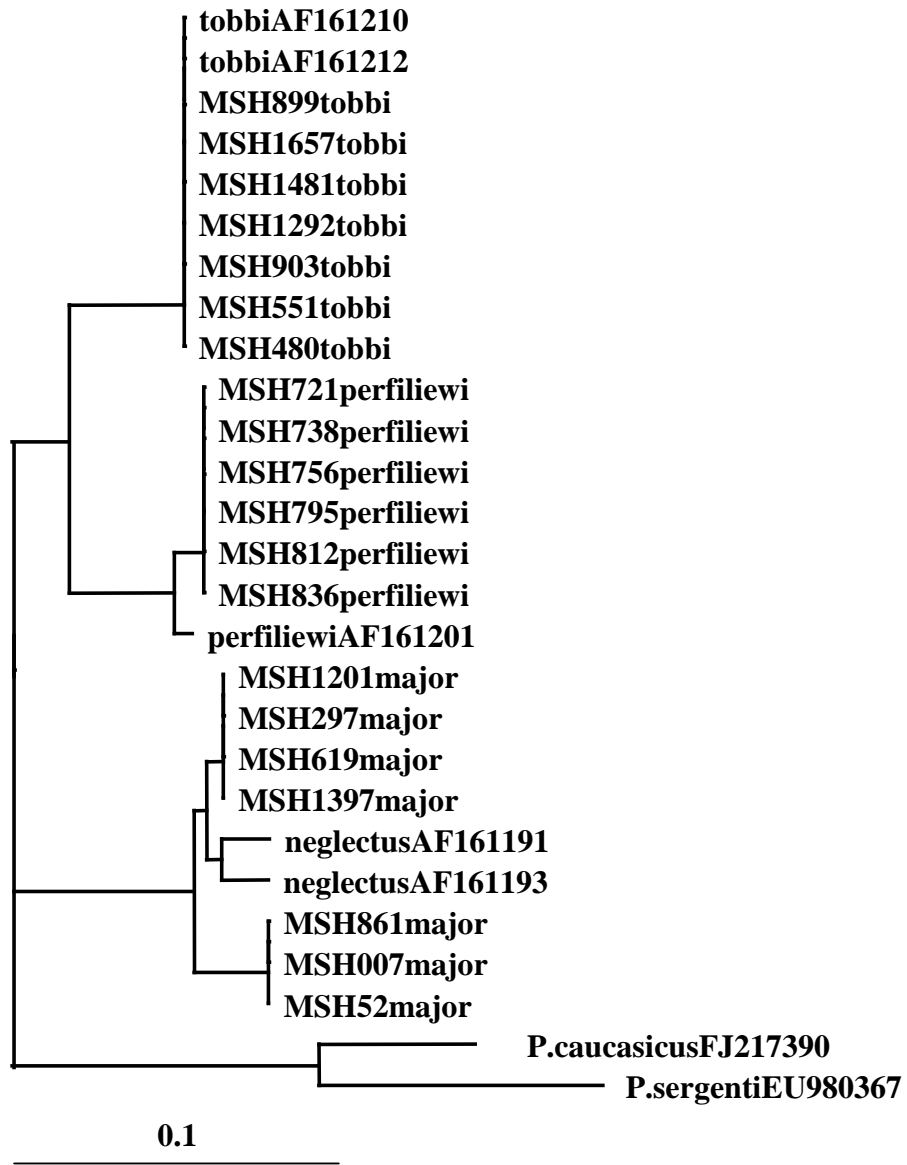 tobbiAF161210
tobbiAF161212
MSH899tobbi
MSH1657tobbi
MSH1481tobbi
MSH1292tobbi
MSH903tobbi
MSH551tobbi
MSH480tobbi
MSH721perfiliewi
MSH738perfiliewi
MSH756perfiliewi
MSH795perfiliewi
MSH812perfiliewi
MSH836perfiliewi
perfiliewiAF161201
MSH1201major
MSH297major
MSH619major
MSH1397major
neglectusAF161191
neglectusAF161193
MSH861major
MSH007major
MSH52major
P.caucasicusFJ217390
P.sergentiEU980367
0.1